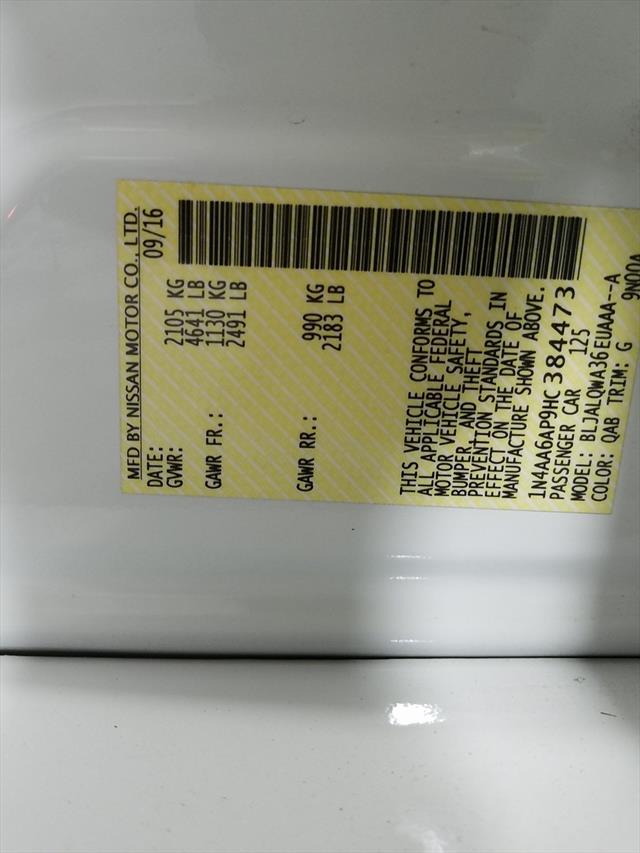 MFD BY NISSAN MOTOR CO., LTD.
DATE: 09/16
GVWR: 2105 KG
4641 LB
GAWR FR.: 1130 KG
2491 LB
GAWR RR.: 990 KG
2183 LB
THIS VEHICLE CONFORMS TO
ALL APPLICABLE FEDERAL
MOTOR VEHICLE SAFETY,
BUMPER, AND THEFT
PREVENTION STANDARDS IN
EFFECT ON THE DATE OF
MANUFACTURE SHOWN ABOVE.
1N4AA6AP9HC384473
PASSENGER CAR 125
MODEL: BLJALQWA36EUAAA--A
COLOR: QAB TRIM: G 9N00A